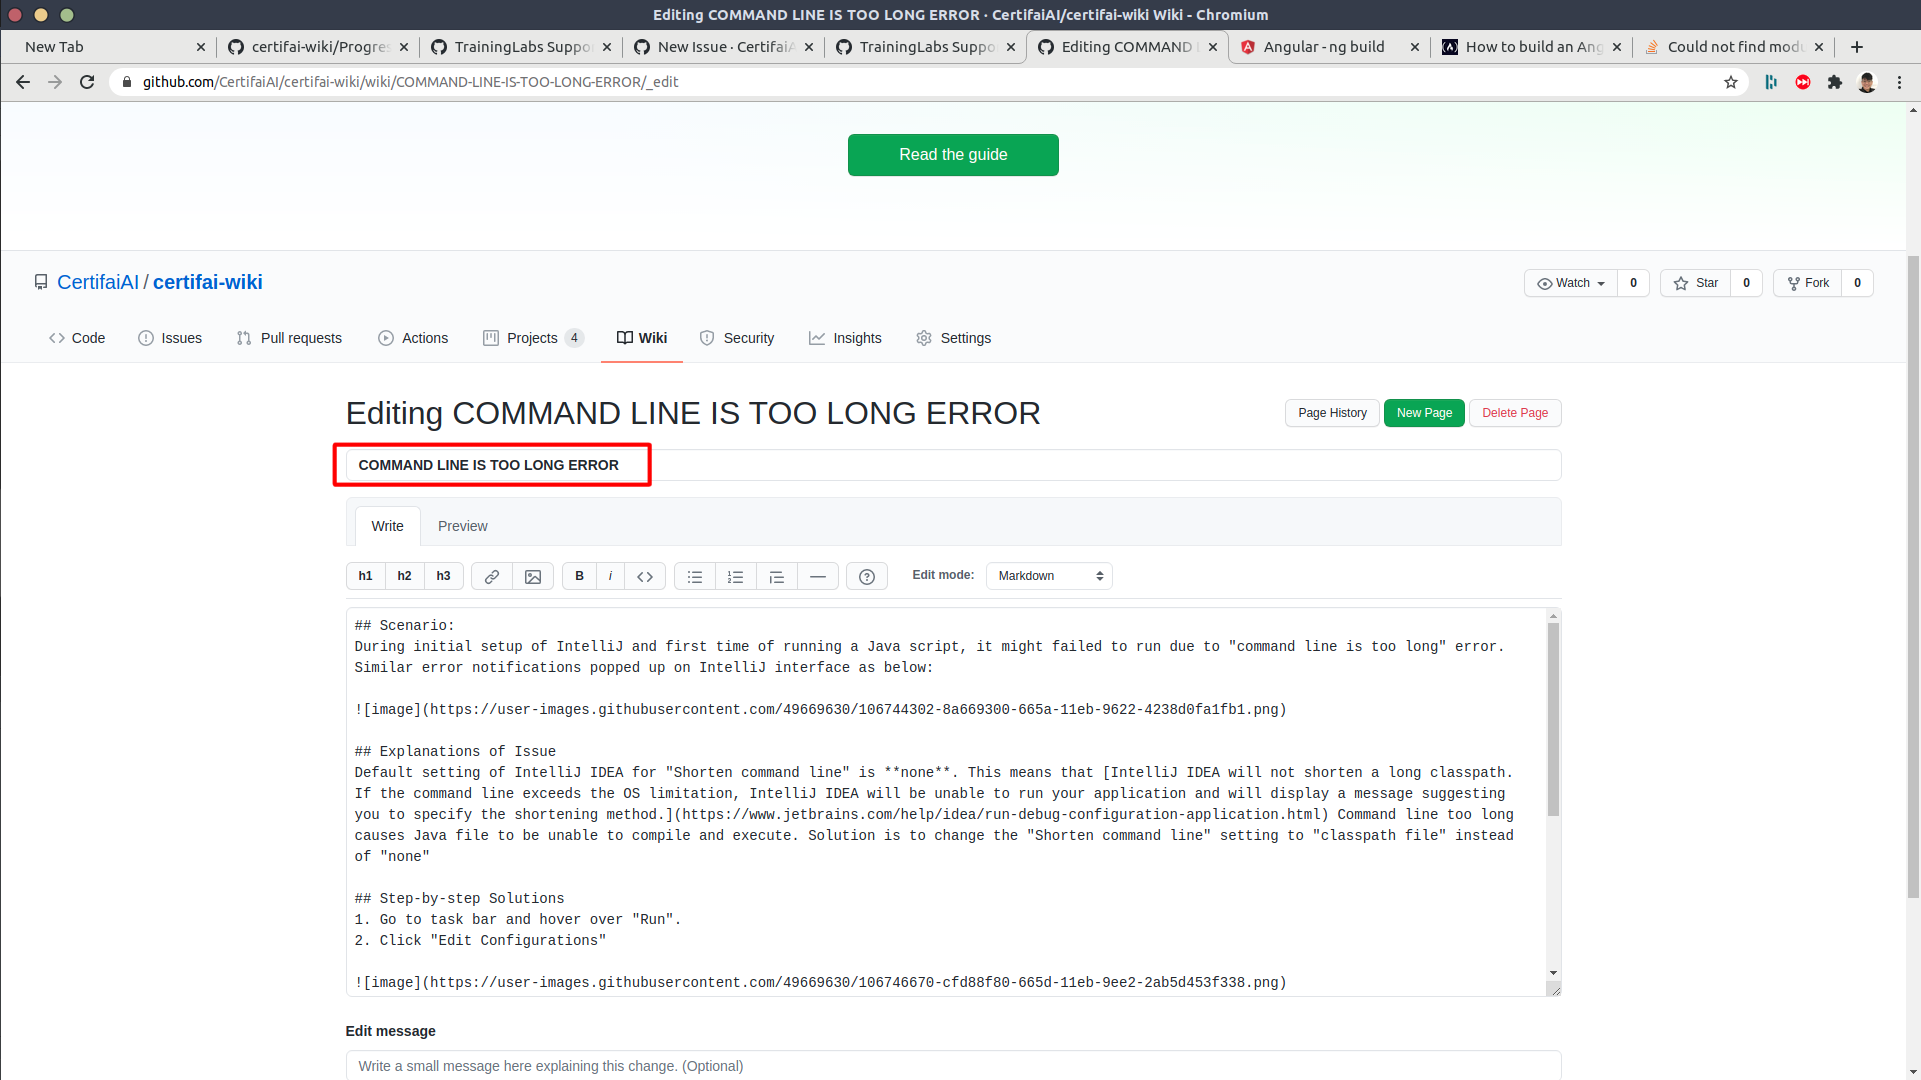 Editing COMMAND LINE IS TOO LONG ERROR · CertifaiAI/certifai-wiki Wiki - Chromium
New Tab
certifai-wiki/Progres
TrainingLabs Suppo
New Issue · CertifaiA
TrainingLabs Suppo
Editing COMMAND L
Angular - ng build
How to build an Ang
Could not find modu
github.com/CertifaiAI/certifai-wiki/wiki/COMMAND-LINE-IS-TOO-LONG-ERROR/_edit
Read the guide
CertifaiAI / certifai-wiki
Watch 0
Star 0
Fork 0
Code
Issues
Pull requests
Actions
Projects 4
Wiki
Security
Insights
Settings
Editing COMMAND LINE IS TOO LONG ERROR
Page History
New Page
Delete Page
COMMAND LINE IS TOO LONG ERROR
Write
Preview
h1 h2 h3 B i Edit mode: Markdown
## Scenario:
During initial setup of IntelliJ and first time of running a Java script, it might failed to run due to "command line is too long" error.
Similar error notifications popped up on IntelliJ interface as below:
![image](https://user-images.githubusercontent.com/49669630/106744302-8a669300-665a-11eb-9622-4238d0fa1fb1.png)
## Explanations of Issue
Default setting of IntelliJ IDEA for "Shorten command line" is **none**. This means that [IntelliJ IDEA will not shorten a long classpath.
If the command line exceeds the OS limitation, IntelliJ IDEA will be unable to run your application and will display a message suggesting
you to specify the shortening method.](https://www.jetbrains.com/help/idea/run-debug-configuration-application.html) Command line too long
causes Java file to be unable to compile and execute. Solution is to change the "Shorten command line" setting to "classpath file" instead
of "none"
## Step-by-step Solutions
1. Go to task bar and hover over "Run".
2. Click "Edit Configurations"
![image](https://user-images.githubusercontent.com/49669630/106746670-cfd88f80-665d-11eb-9ee2-2ab5d453f338.png)
Edit message
Write a small message here explaining this change. (Optional)